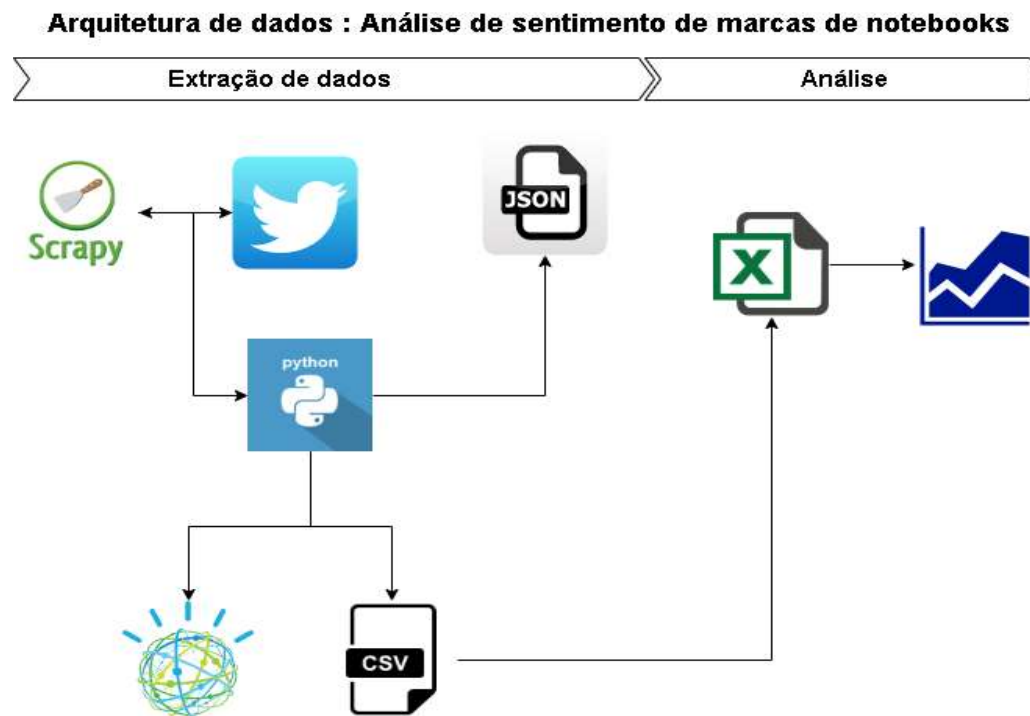 Arquitetura de dados : Análise de sentimento de marcas de notebooks
Extração de dados
Análise
Scrapy
JSON
X
python
CSV